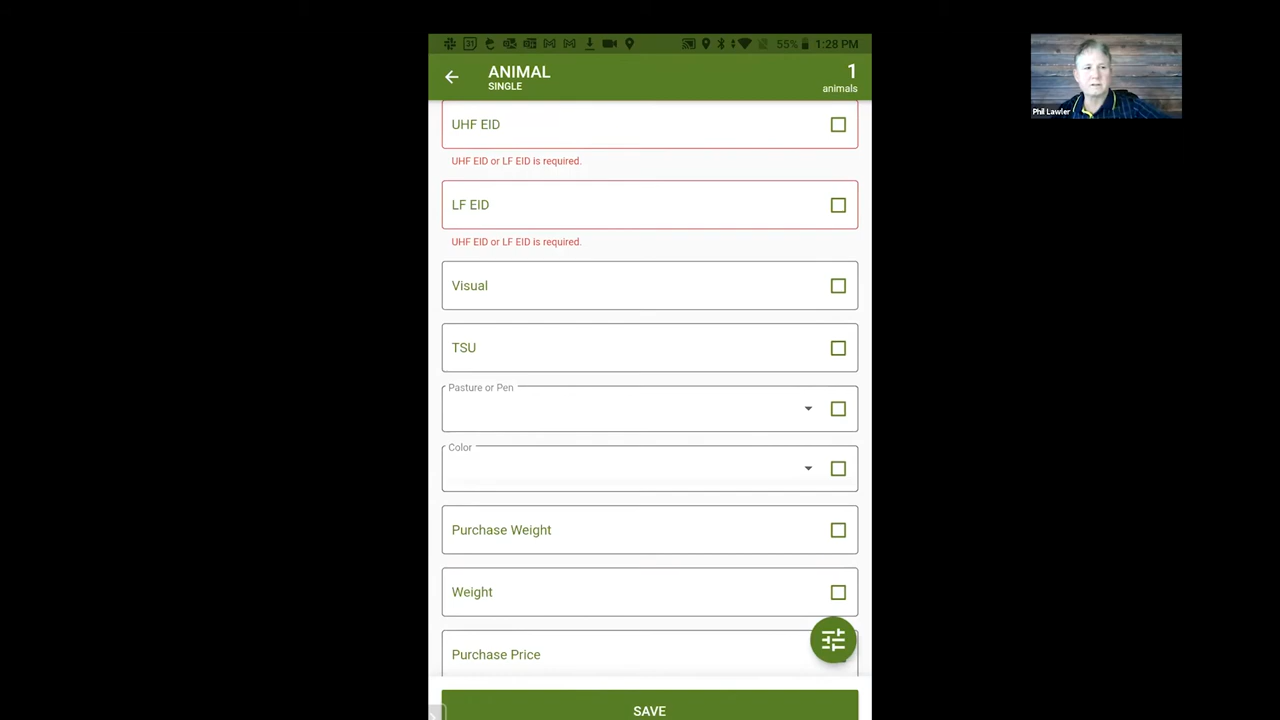 31
55%
1:28 PM
ANIMAL
SINGLE
1
animals
UHF EID
UHF EID or LF EID is required.
LF EID
UHF EID or LF EID is required.
Visual
TSU
Pasture or Pen
Color
Purchase Weight
Weight
Purchase Price
SAVE
Phil Lawler